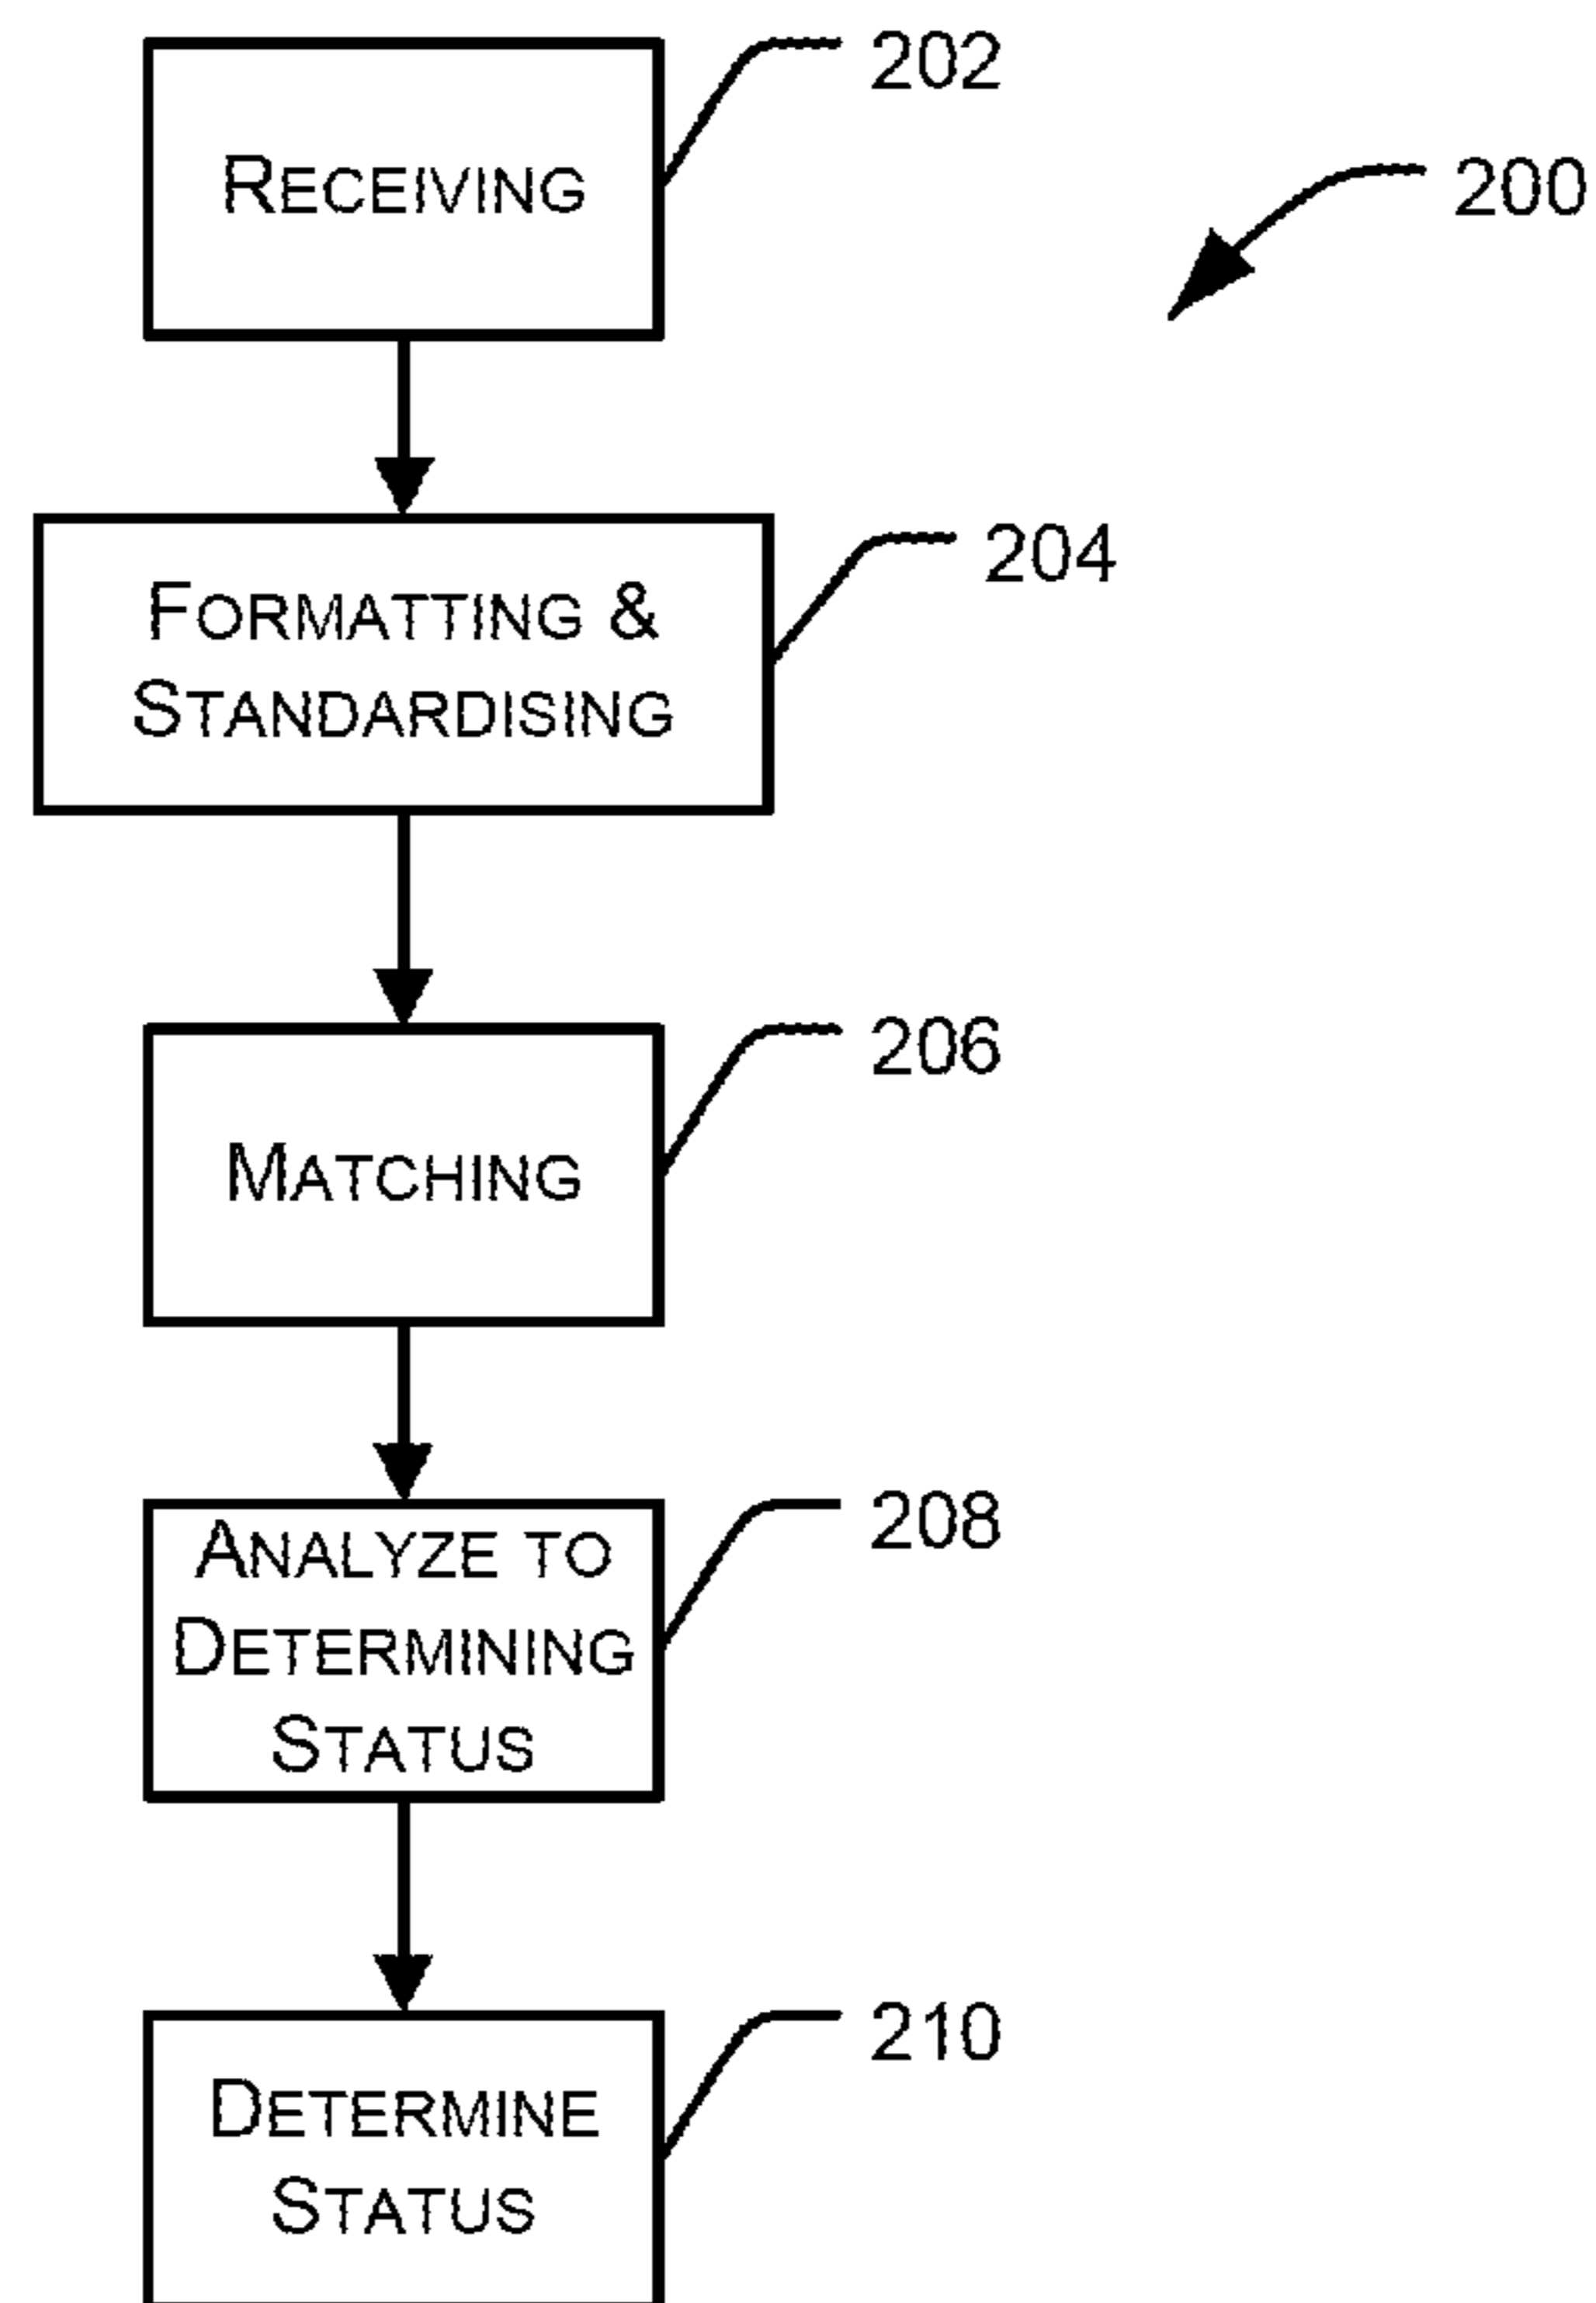 RECEIVING
202
200
FORMATTING &
STANDARDISING
204
MATCHING
206
ANALYZE TO
DETERMINING
STATUS
208
DETERMINE
STATUS
210